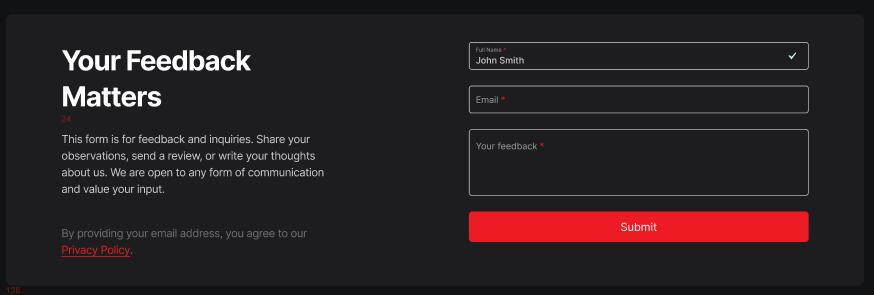 Your Feedback
Matters
24
This form is for feedback and inquiries. Share your
observations, send a review, or write your thoughts
about us. We are open to any form of communication
and value your input.
By providing your email address, you agree to our
Privacy Policy.
Full Name *
John Smith
Email *
Your feedback *
Submit
128